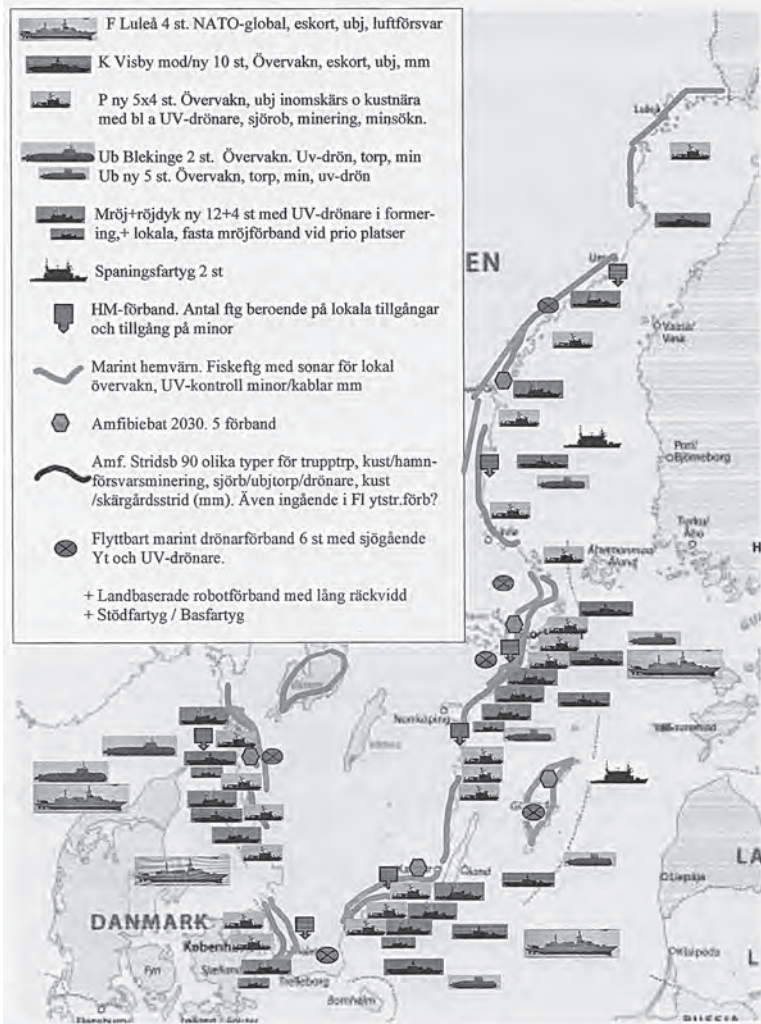 F Luleå 4 st. NATO-global, eskort, ubj, luftförsvar
K Visby mod/ny 10 st, Övervakn, eskort, ubj, mm
P ny 5x4 st. Övervakn, ubj inomskärs o kustnära
med bl a UV-drönare, sjörob, minering, minsökn.
Ub Blekinge 2 st. Övervakn. Uv-drön, torp, min
Ub ny 5 st. Övervakn, torp, min, uv-drön
Mröj+röjdyk ny 12+4 st med UV-drönare i former-
ing,+ lokala, fasta mröjförband vid prio platser
Spaningsfartyg 2 st
HM-förband. Antal ftg beroende på lokala tillgångar
och tillgång på minor
Marint hemvärn. Fiskeftg med sonar för lokal
övervakn, UV-kontroll minor/kablar mm
Amfibiebat 2030. 5 förband
Amf. Stridsb 90 olika typer för trupptrp, kust/hamn-
försvarsminering, sjörb/ubjtorp/drönare, kust
/skärgårdsstrid (mm). Även ingående i Fl ytstr.förb?
Flyttbart marint drönarförband 6 st med sjögående
Yt och UV-drönare.
+ Landbaserade robotförband med lång räckvidd
+ Stödfartyg / Basfartyg
Luleå
EN
Vaasa/
Vasa
Pori/
Björneborg
Turku/
Åbo
Åland
H
Norrköping
Öland
LA
Liepāja
DANMARK
København
Fyn
Trelleborg
Bornholm
Klaipėda
L
RUSSIA